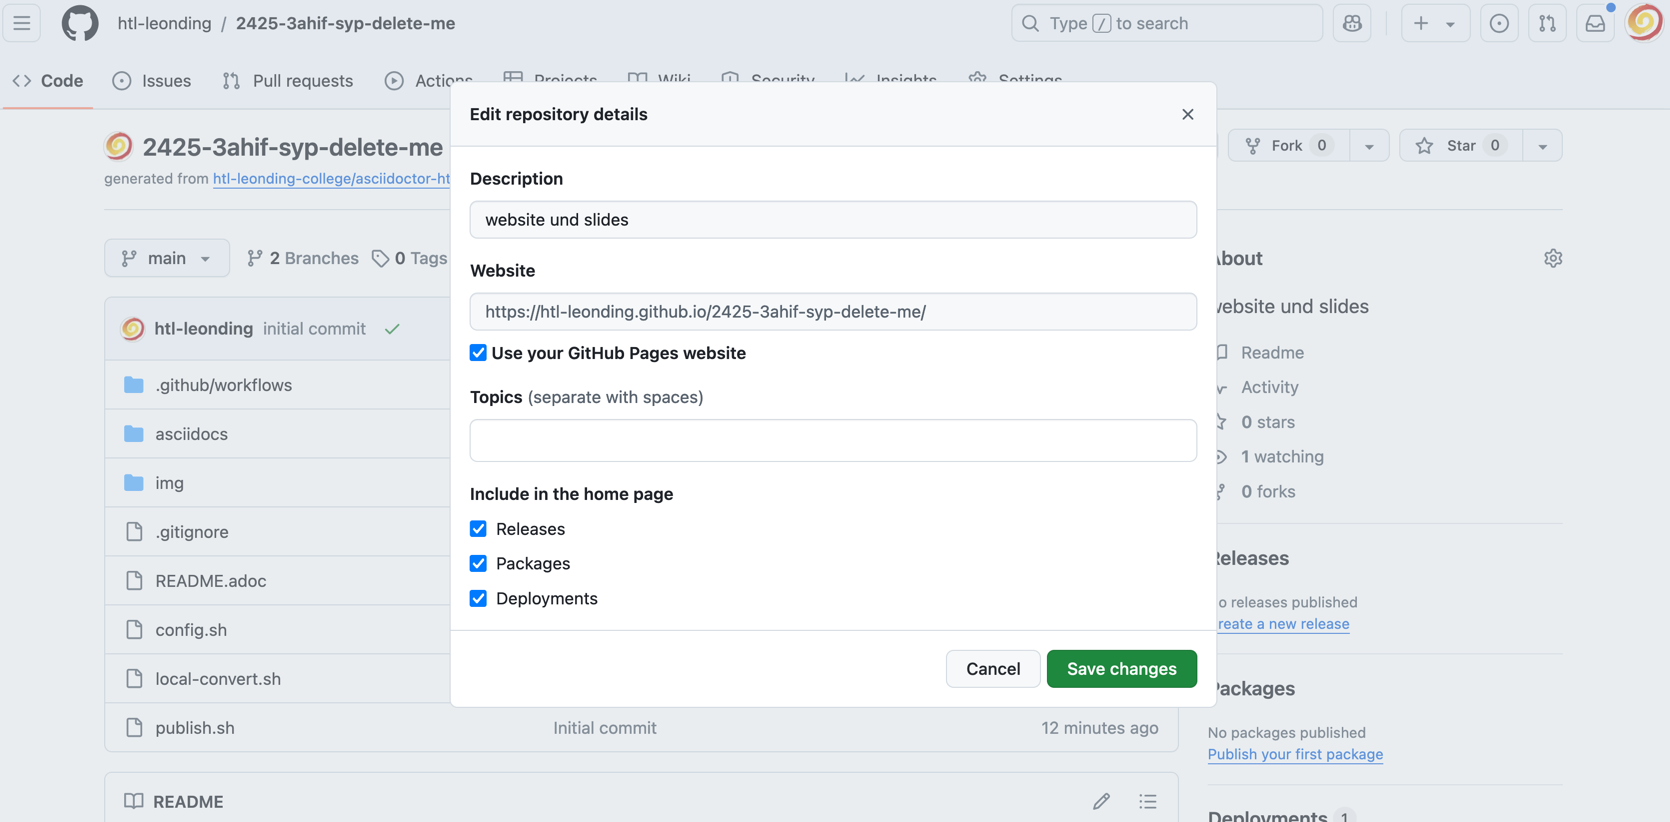 htl-leonding / 2425-3ahif-syp-delete-me
Type / to search
Code Issues Pull requests Actions Projects Wiki Security Insights Settings
Edit repository details
2425-3ahif-syp-delete-me
Fork 0
Star 0
generated from htl-leonding-college/asciidoctor-ht
Description
website und slides
main
2 Branches
0 Tags
About
Website
website und slides
https://htl-leonding.github.io/2425-3ahif-syp-delete-me/
htl-leonding initial commit
Use your GitHub Pages website
Readme
.github/workflows
Activity
Topics (separate with spaces)
0 stars
asciidocs
1 watching
img
0 forks
Include in the home page
Releases
.gitignore
Releases
Packages
README.adoc
Deployments
o releases published
reate a new release
config.sh
Cancel
Save changes
local-convert.sh
Packages
publish.sh
Initial commit
12 minutes ago
No packages published
Publish your first package
README
Deployments 1